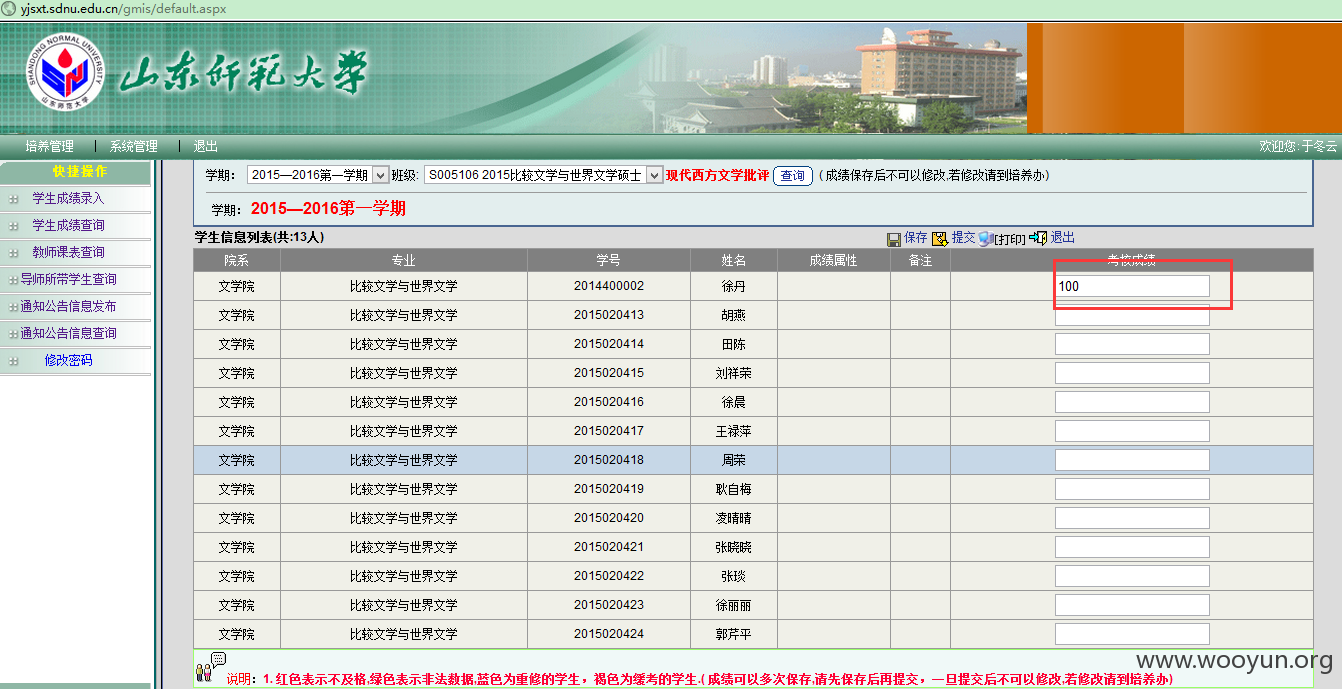 yjsxt.sdnu.edu.cn/gmis/default.aspx
SHANDONG NORMAL UNIVERSITY
山东师范大学
山东师范大学
培养管理 系统管理 退出 欢迎您:于冬云
快捷操作
学生成绩录入
学生成绩查询
教师课表查询
导师所带学生查询
通知公告信息发布
通知公告信息查询
修改密码
学期: 2015—2016第一学期 班级: S005106 2015比较文学与世界文学硕士 现代西方文学批评 查询 (成绩保存后不可以修改,若修改请到培养办)
学期: 2015—2016第一学期
学生信息列表(共:13人) 保存 提交 [打印] 退出
院系 专业 学号 姓名 成绩属性 备注 考核成绩
文学院 比较文学与世界文学 2014400002 徐丹 100
文学院 比较文学与世界文学 2015020413 胡燕
文学院 比较文学与世界文学 2015020414 田陈
文学院 比较文学与世界文学 2015020415 刘祥荣
文学院 比较文学与世界文学 2015020416 徐晨
文学院 比较文学与世界文学 2015020417 王禄萍
文学院 比较文学与世界文学 2015020418 周荣
文学院 比较文学与世界文学 2015020419 耿自梅
文学院 比较文学与世界文学 2015020420 凌晴晴
文学院 比较文学与世界文学 2015020421 张晓晓
文学院 比较文学与世界文学 2015020422 张琰
文学院 比较文学与世界文学 2015020423 徐丽丽
文学院 比较文学与世界文学 2015020424 郭芹平
www.wooyun.org
说明: 1. 红色表示不及格,绿色表示非法数据,蓝色为重修的学生，褐色为缓考的学生.(成绩可以多次保存,请先保存后再提交，一旦提交后不可以修改,若修改请到培养办)